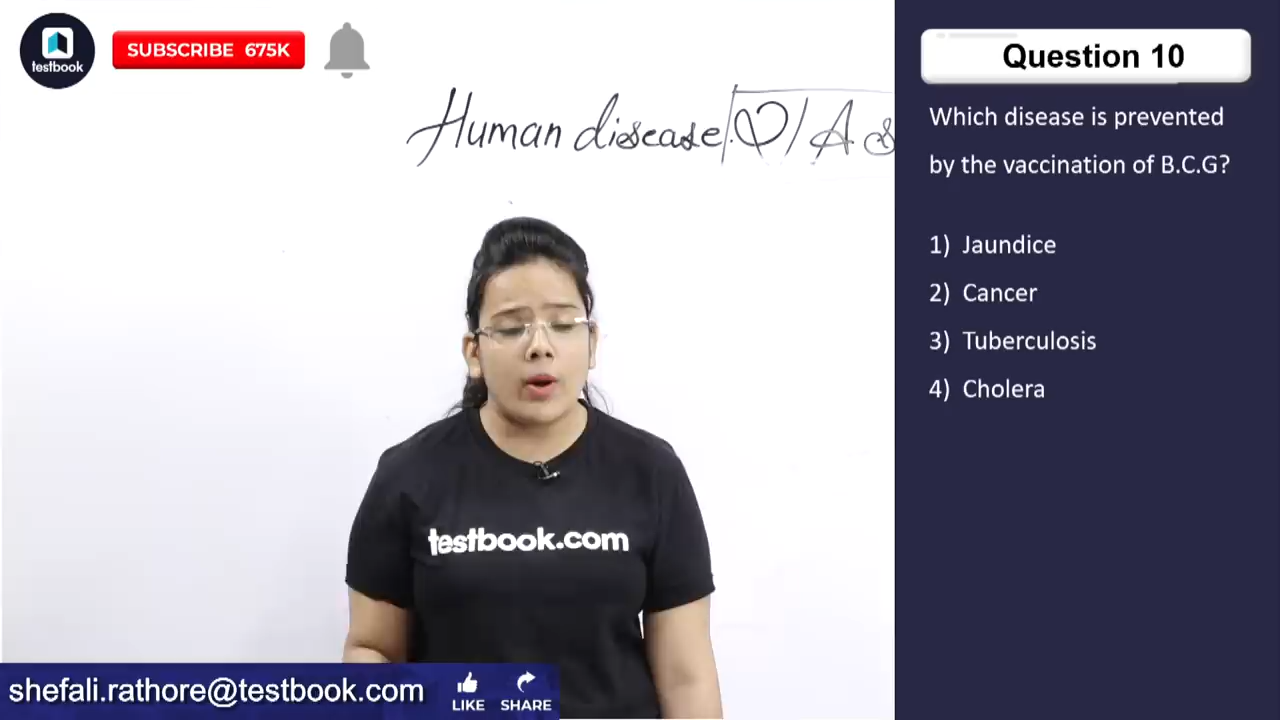 testbook
SUBSCRIBE 675K
Human disease
A
Question 10
Which disease is prevented
by the vaccination of B.C.G?
1) Jaundice
2) Cancer
3) Tuberculosis
4) Cholera
testbook.com
shefali.rathore@testbook.com
LIKE
SHARE